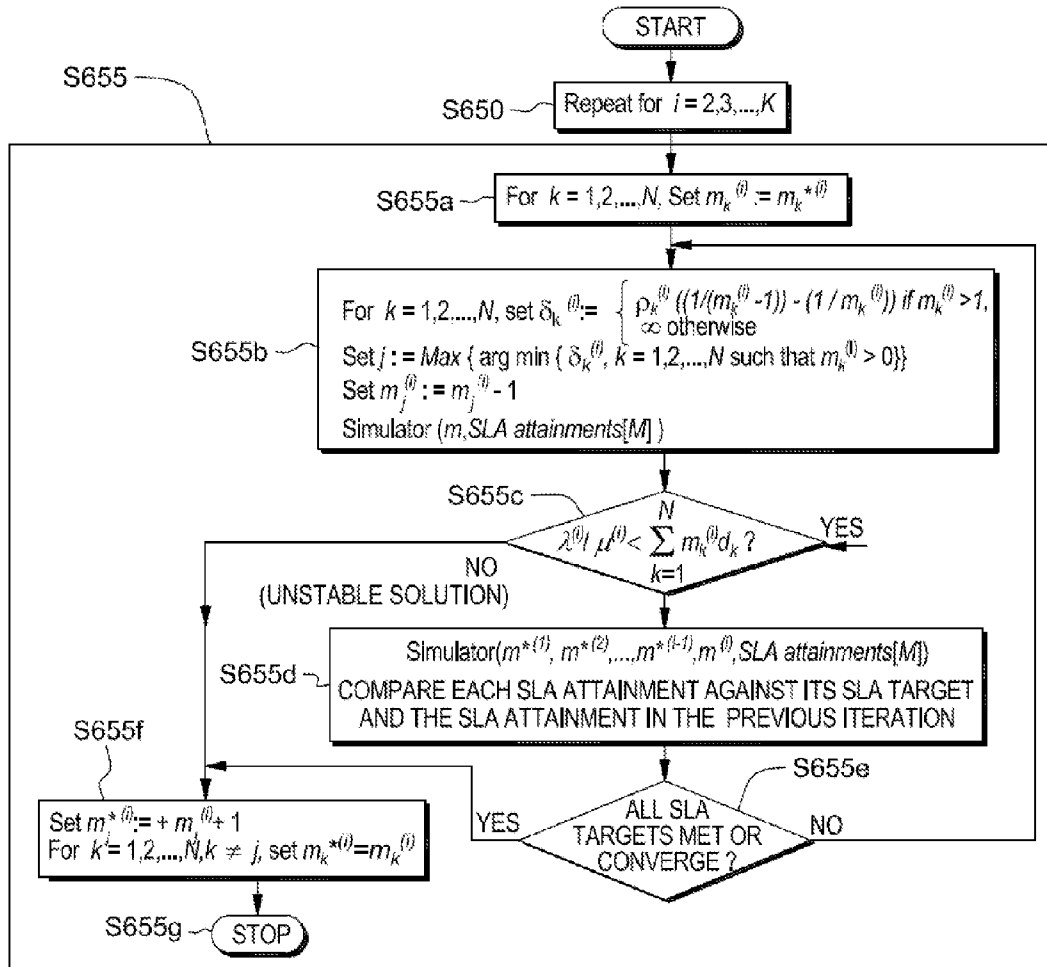 START
S655
S650
Repeat for i = 2,3,...,K
S655a
For k = 1,2,...,N, Set m_k^(i) := m_k*^(i)
S655b
For k = 1,2,...,N, set δ_k^(i) := { ρ_k^(i) ((1/(m_k^(i) -1)) - (1 / m_k^(i))) if m_k^(i) >1,
∞ otherwise
Set j := Max { arg min { δ_k^(i), k = 1,2,...,N such that m_k^(i) > 0}}
Set m_j^(i) := m_j^(i) - 1
Simulator (m,SLA attainments[M] )
S655c
λ^(i)/ μ^(i) < N ∑ k=1 m_k^(i) d_k ?
YES
NO
(UNSTABLE SOLUTION)
S655d
Simulator(m*^(1), m*^(2),...,m*^(i-1),m^(i),SLA attainments[M])
COMPARE EACH SLA ATTAINMENT AGAINST ITS SLA TARGET
AND THE SLA ATTAINMENT IN THE PREVIOUS ITERATION
S655f
S655e
Set m_j*^(i) := + m_j^(i) + 1
For k = 1,2,...,N,k ≠ j, set m_k*^(i)=m_k^(i)
YES
ALL SLA
TARGETS MET OR
CONVERGE ?
NO
S655g
STOP